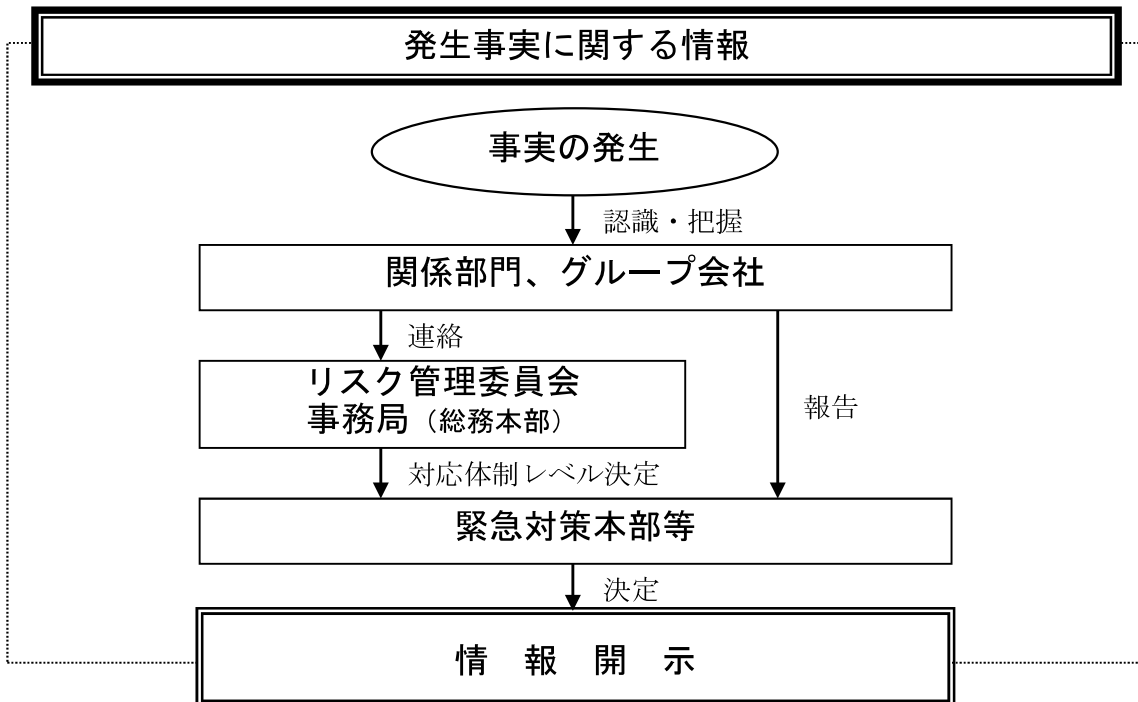 発生事実に関する情報
事実の発生
認識・把握
関係部門、グループ会社
連絡
リスク管理委員会
事務局（総務本部）
報告
対応体制レベル決定
緊急対策本部等
決定
情　報　開　示